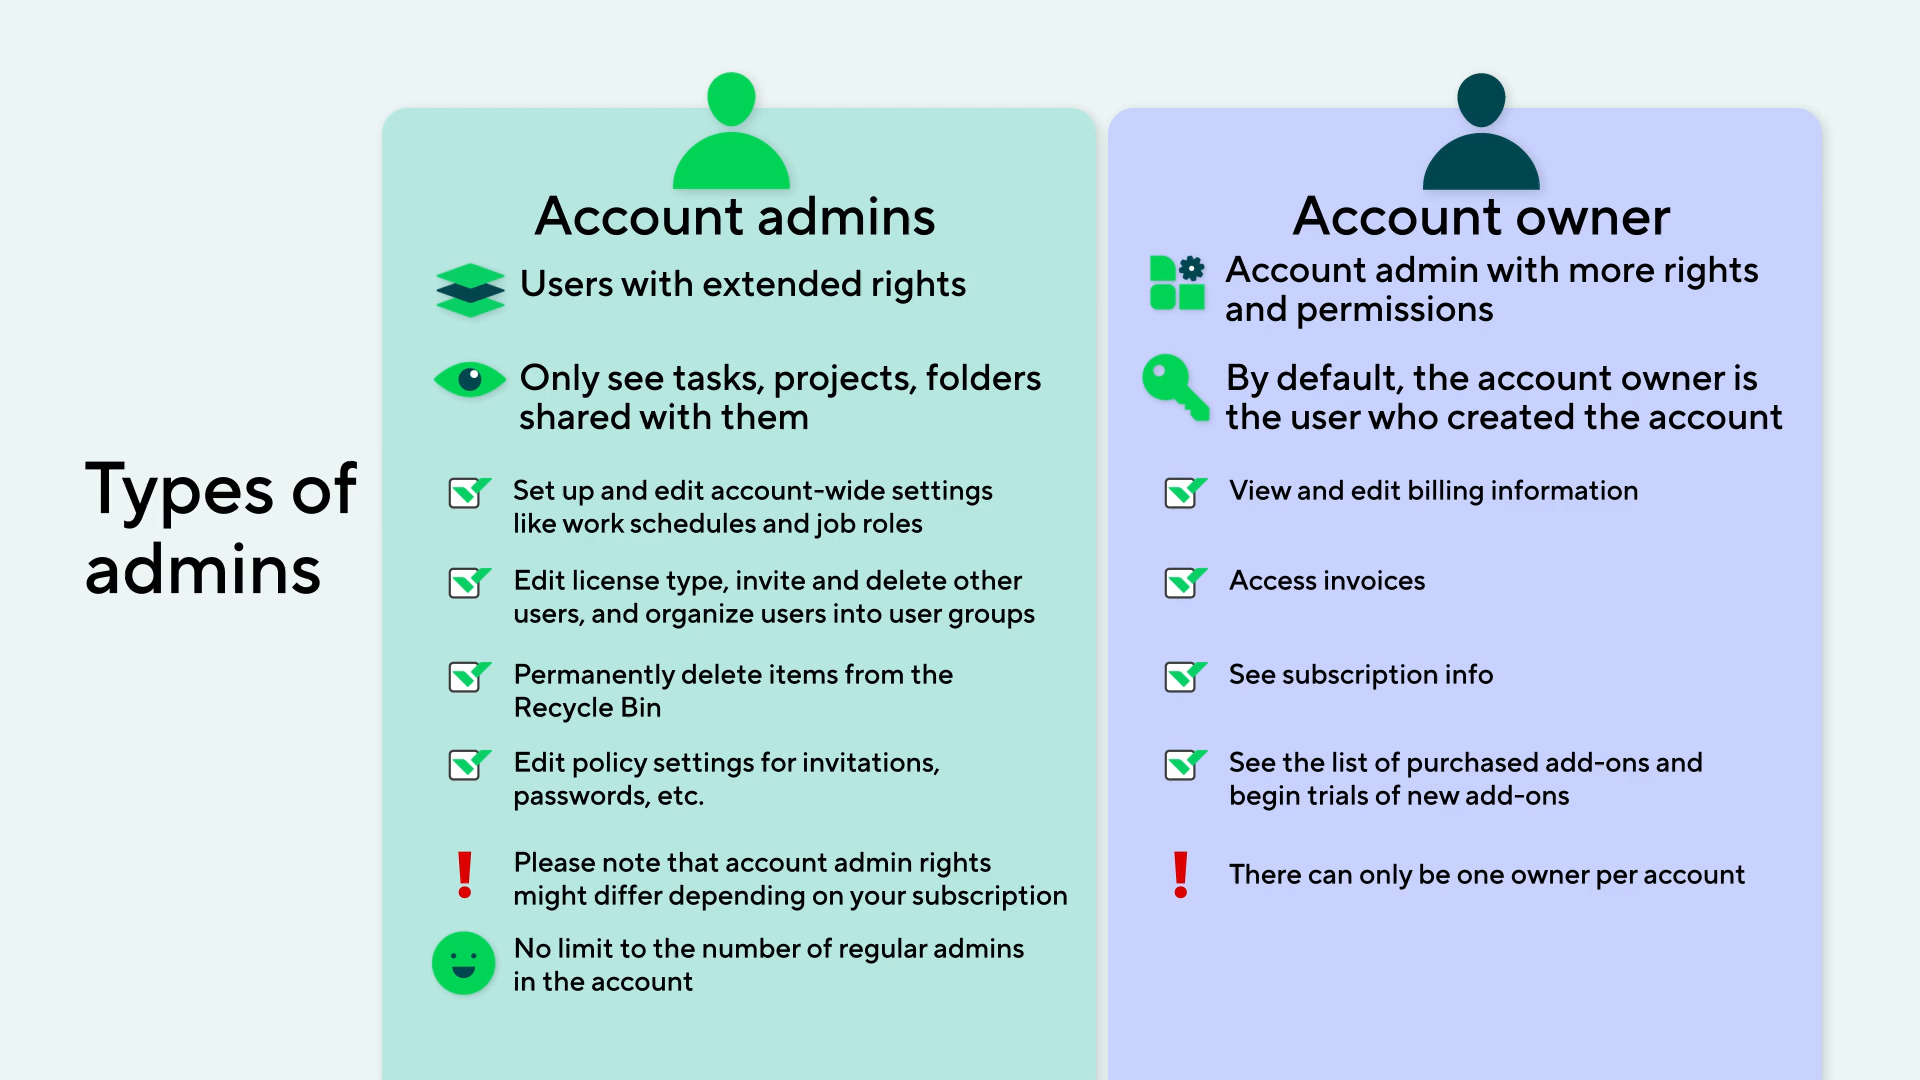 Types of
admins
Account admins
Users with extended rights
Only see tasks, projects, folders
shared with them
Set up and edit account-wide settings
like work schedules and job roles
Edit license type, invite and delete other
users, and organize users into user groups
Permanently delete items from the
Recycle Bin
Edit policy settings for invitations,
passwords, etc.
Please note that account admin rights
might differ depending on your subscription
No limit to the number of regular admins
in the account
Account owner
Account admin with more rights
and permissions
By default, the account owner is
the user who created the account
View and edit billing information
Access invoices
See subscription info
See the list of purchased add-ons and
begin trials of new add-ons
There can only be one owner per account